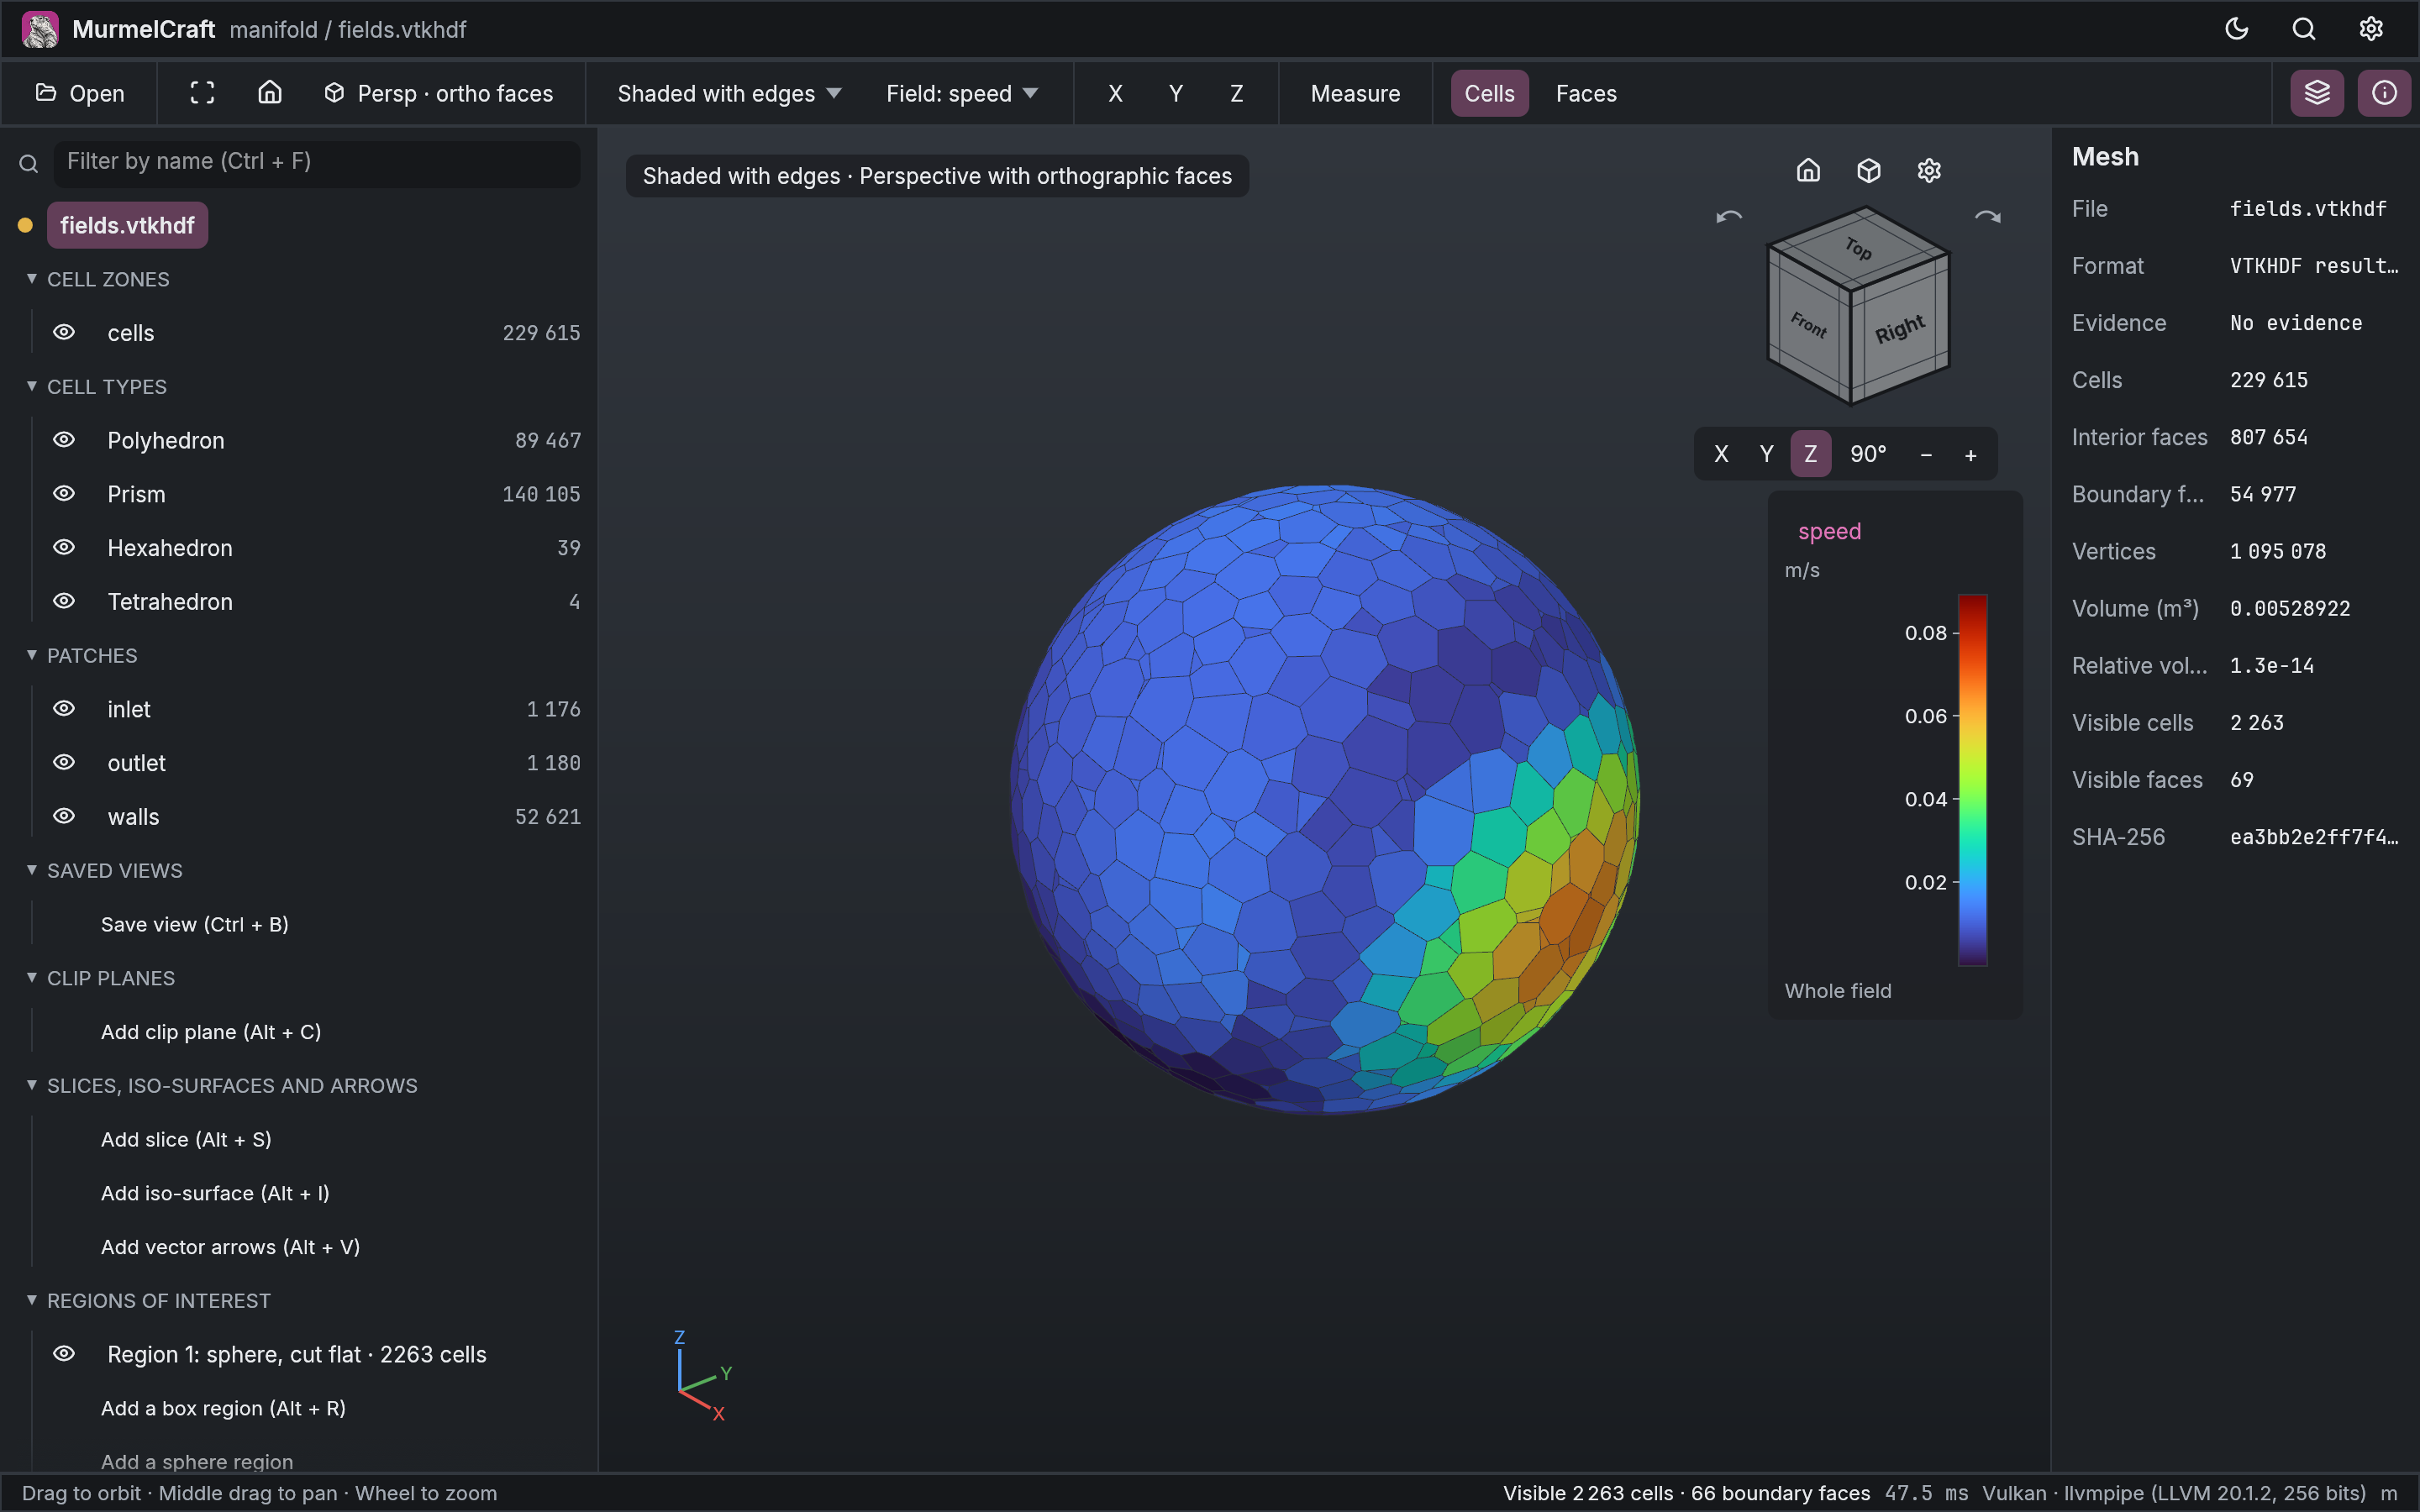 MurmelCraft manifold / fields.vtkhdf
Open Persp · ortho faces Shaded with edges Field: speed X Y Z Measure Cells Faces
Filter by name (Ctrl + F)
fields.vtkhdf
CELL ZONES
cells 229 615
CELL TYPES
Polyhedron 89 467
Prism 140 105
Hexahedron 39
Tetrahedron 4
PATCHES
inlet 1 176
outlet 1 180
walls 52 621
SAVED VIEWS
Save view (Ctrl + B)
CLIP PLANES
Add clip plane (Alt + C)
SLICES, ISO-SURFACES AND ARROWS
Add slice (Alt + S)
Add iso-surface (Alt + I)
Add vector arrows (Alt + V)
REGIONS OF INTEREST
Region 1: sphere, cut flat · 2263 cells
Add a box region (Alt + R)
Add a sphere region
Shaded with edges · Perspective with orthographic faces
Top
Front
Right
X Y Z 90° − +
speed
m/s
0.08
0.06
0.04
0.02
Whole field
Z
Y
X
Mesh
File fields.vtkhdf
Format VTKHDF result…
Evidence No evidence
Cells 229 615
Interior faces 807 654
Boundary f… 54 977
Vertices 1 095 078
Volume (m³) 0.00528922
Relative vol… 1.3e-14
Visible cells 2 263
Visible faces 69
SHA-256 ea3bb2e2ff7f4…
Drag to orbit · Middle drag to pan · Wheel to zoom Visible 2 263 cells · 66 boundary faces 47.5 ms Vulkan · llvmpipe (LLVM 20.1.2, 256 bits) m